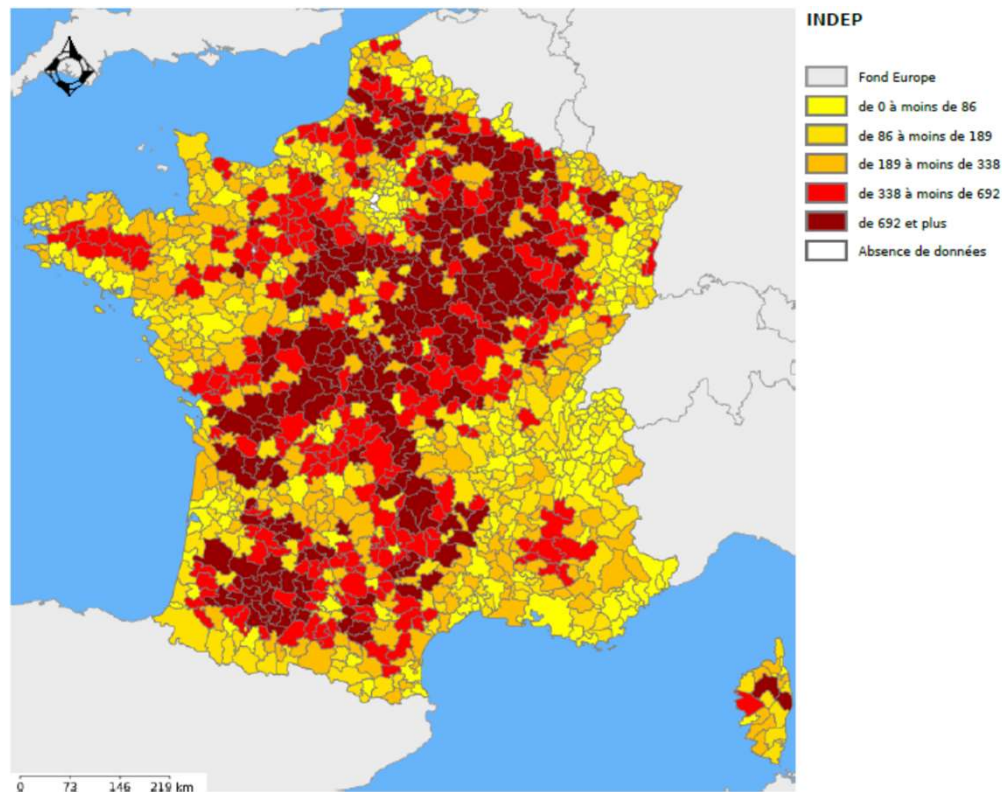 INDEP
Fond Europe
de 0 à moins de 86
de 86 à moins de 189
de 189 à moins de 338
de 338 à moins de 692
de 692 et plus
Absence de données
0 73 146 219 km